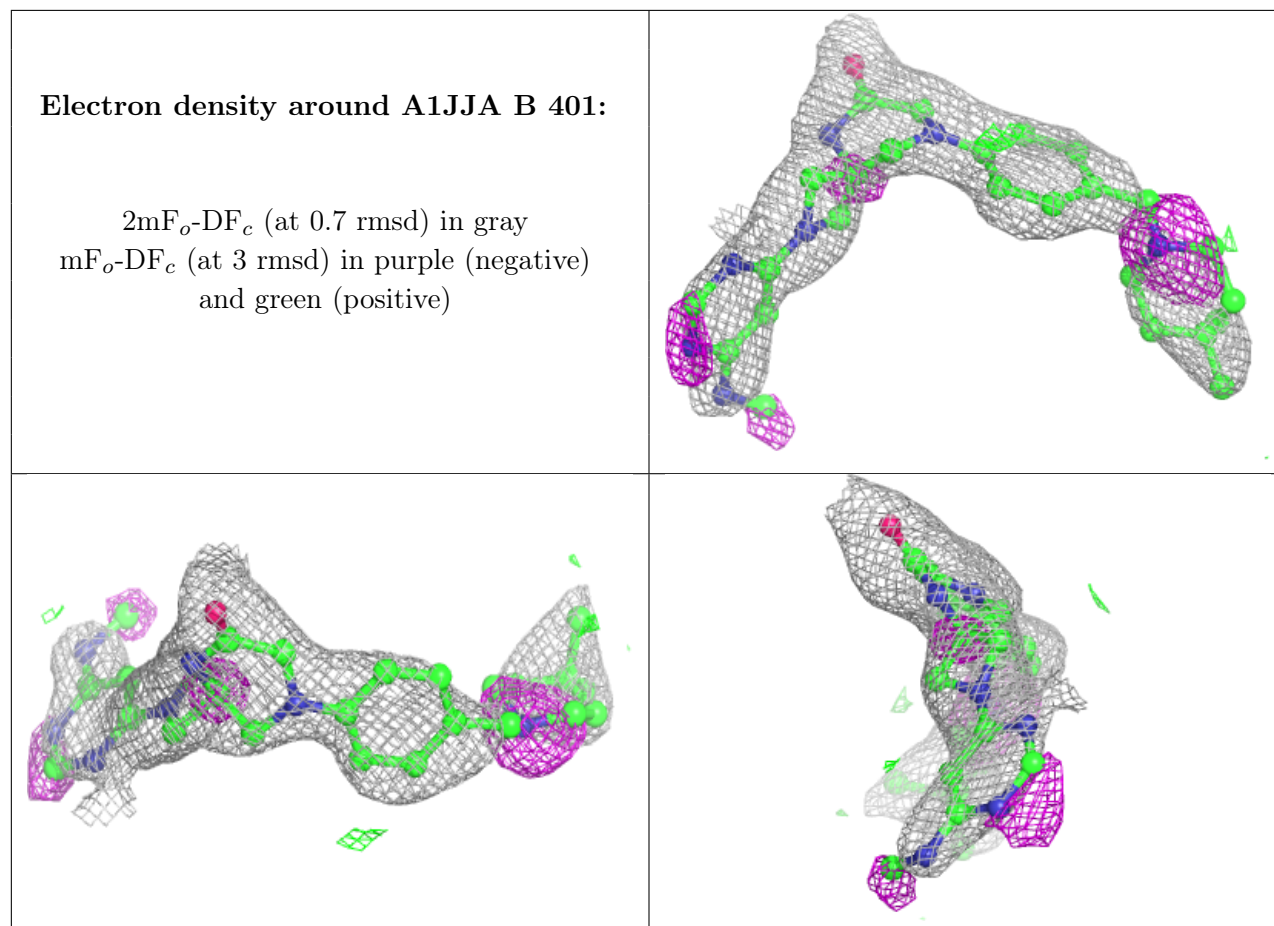 Electron density around A1JJA B 401:
2mFo-DFc (at 0.7 rmsd) in gray
mFo-DFc (at 3 rmsd) in purple (negative)
and green (positive)